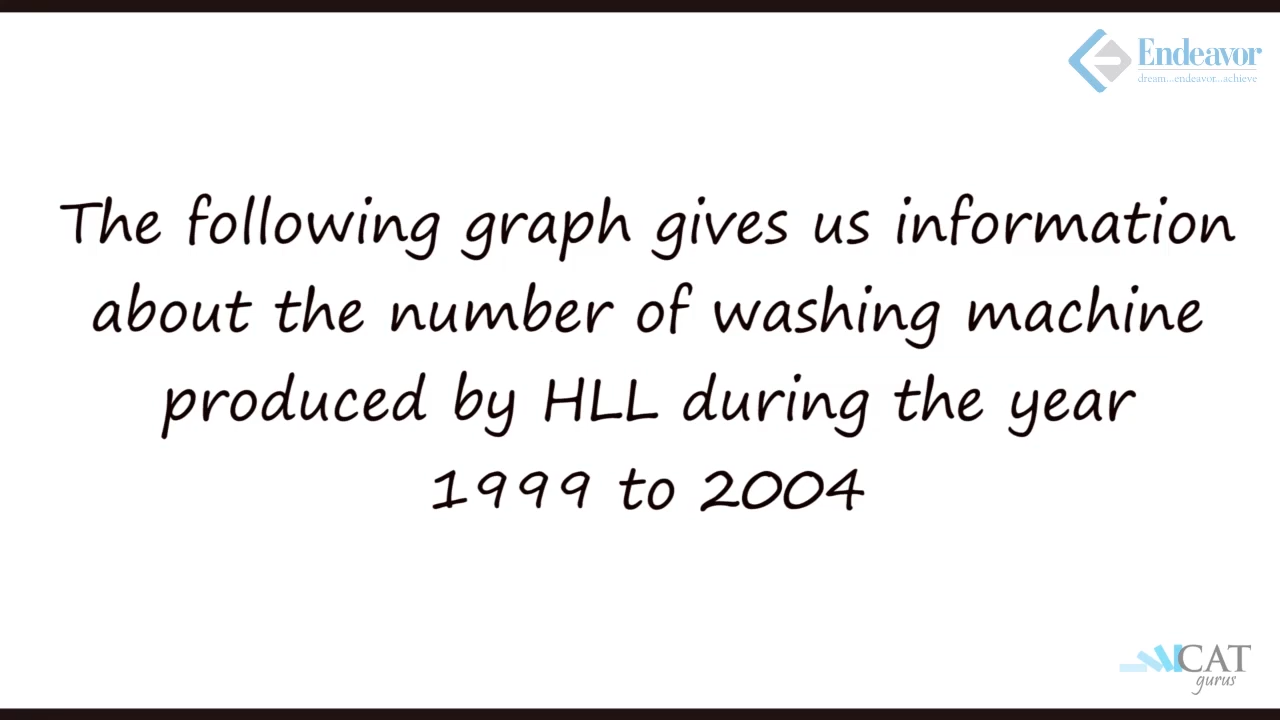 Endeavor
dream...endeavor...achieve
The following graph gives us information
about the number of washing machine
produced by HLL during the year
1999 to 2004
CAT
gurus